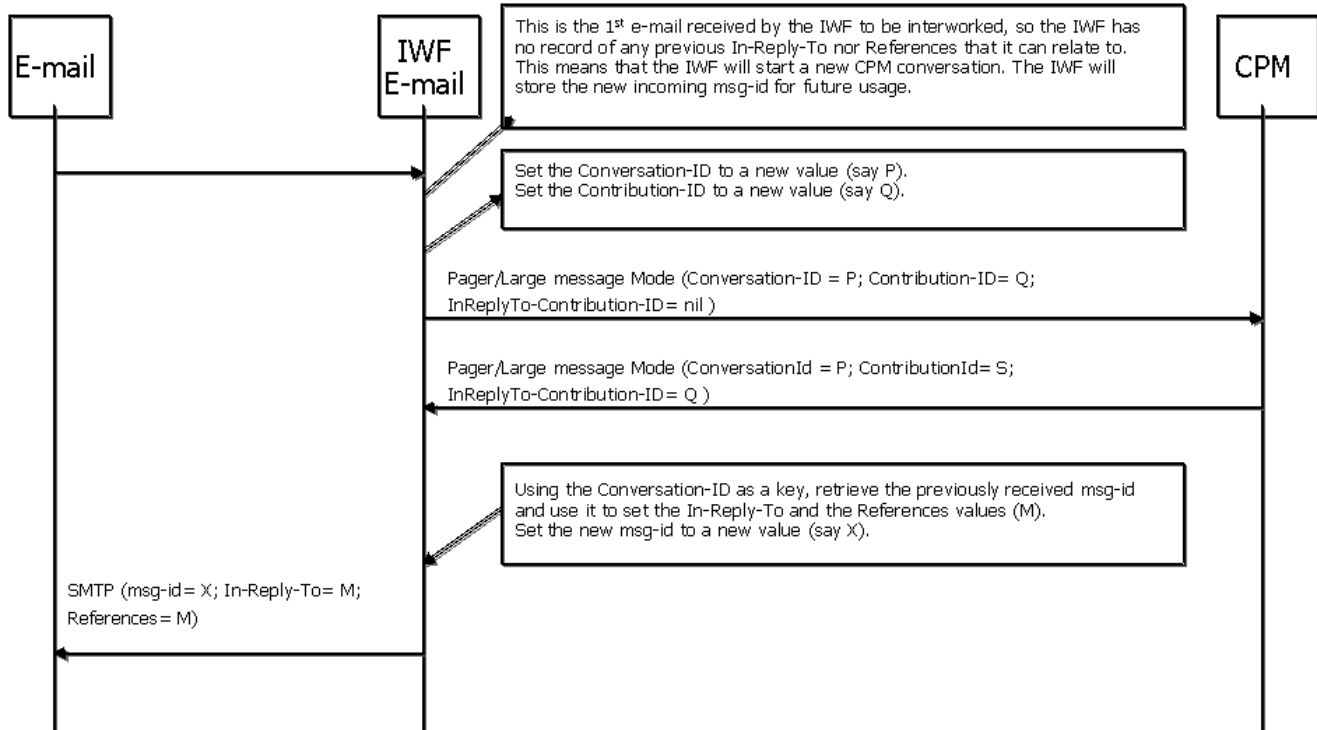 E-mail
IWF
E-mail
This is the 1st e-mail received by the IWF to be interworked, so the IWF has
no record of any previous In-Reply-To nor References that it can relate to.
This means that the IWF will start a new CPM conversation. The IWF will
store the new incoming msg-id for future usage.
CPM
Set the Conversation-ID to a new value (say P).
Set the Contribution-ID to a new value (say Q).
Pager/Large message Mode (Conversation-ID = P; Contribution-ID= Q;
InReplyTo-Contribution-ID= nil )
Pager/Large message Mode (ConversationId = P; ContributionId= S;
InReplyTo-Contribution-ID= Q )
Using the Conversation-ID as a key, retrieve the previously received msg-id
and use it to set the In-Reply-To and the References values (M).
Set the new msg-id to a new value (say X).
SMTP (msg-id= X; In-Reply-To= M;
References= M)